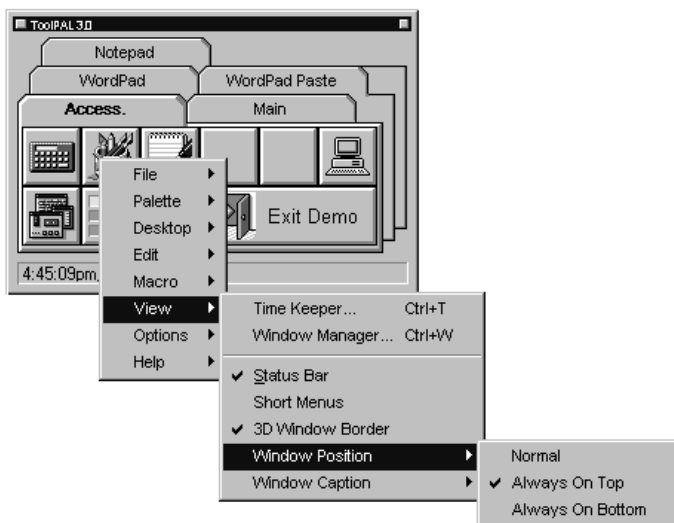 ToolPAL 3.0
Notepad
WordPad WordPad Paste
Access. Main
Exit Demo
4:45:09pm,
File
Palette
Desktop
Edit
Macro
View
Options
Help
Time Keeper... Ctrl+T
Window Manager... Ctrl+W
Status Bar
Short Menus
3D Window Border
Window Position
Window Caption
Normal
Always On Top
Always On Bottom